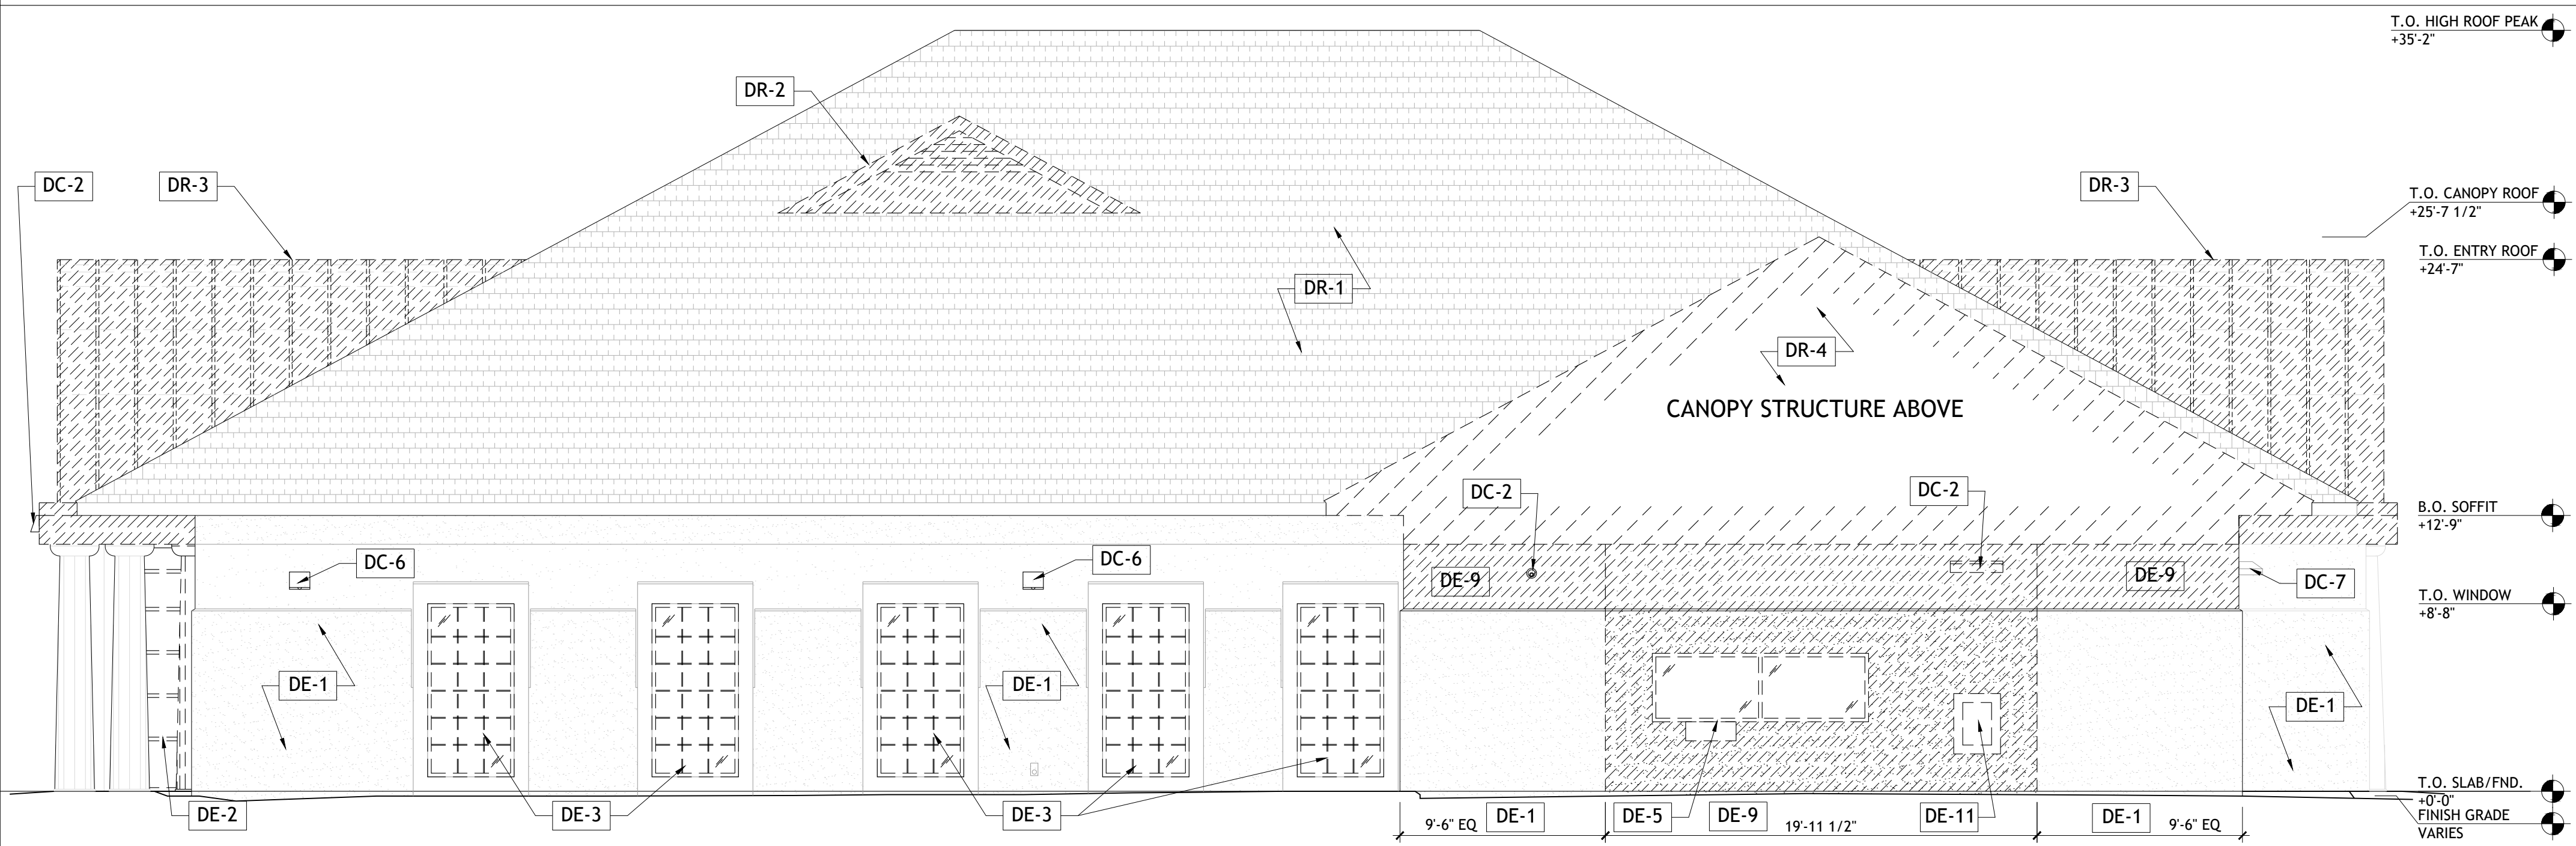 T.O. HIGH ROOF PEAK
+35'-2"
DR-2
DC-2
DR-3
DR-3
T.O. CANOPY ROOF
+25'-7 1/2"
T.O. ENTRY ROOF
+24'-7"
DR-1
DR-4
CANOPY STRUCTURE ABOVE
DC-2
DC-2
B.O. SOFFIT
+12'-9"
DC-6
DC-6
DE-9
DE-9
DC-7
T.O. WINDOW
+8'-8"
DE-1
DE-1
DE-1
T.O. SLAB/FND.
+0'-0"
DE-2
DE-3
DE-3
9'-6" EQ
DE-1
DE-5
DE-9
19'-11 1/2"
DE-11
DE-1
9'-6" EQ
FINISH GRADE
VARIES